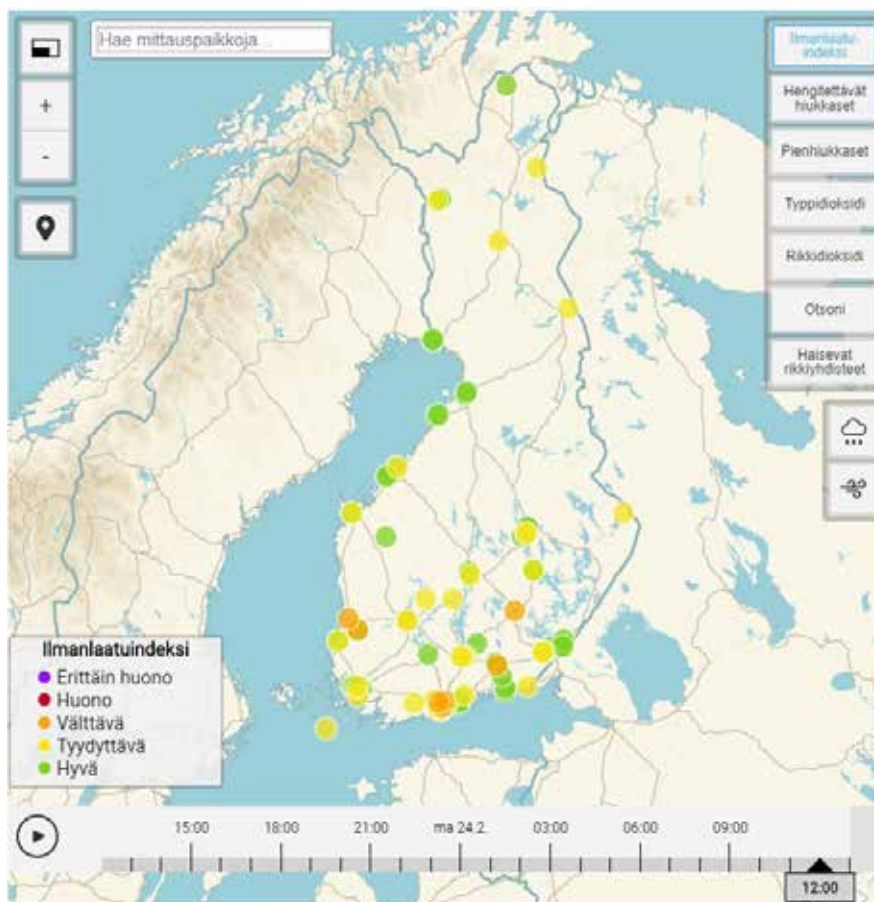 Hae mittauspaikkoja...
+
-
Ilmanlaatu-
indeksi
Hengitettävät
hiukkaset
Pienhiukkaset
Typpidioksidi
Rikkidioksidi
Otsoni
Haisevat
rikkiyhdisteet
Ilmanlaatuindeksi
Erittäin huono
Huono
Välttävä
Tyydyttävä
Hyvä
15:00 18:00 21:00 ma 24.2. 03:00 06:00 09:00
12:00